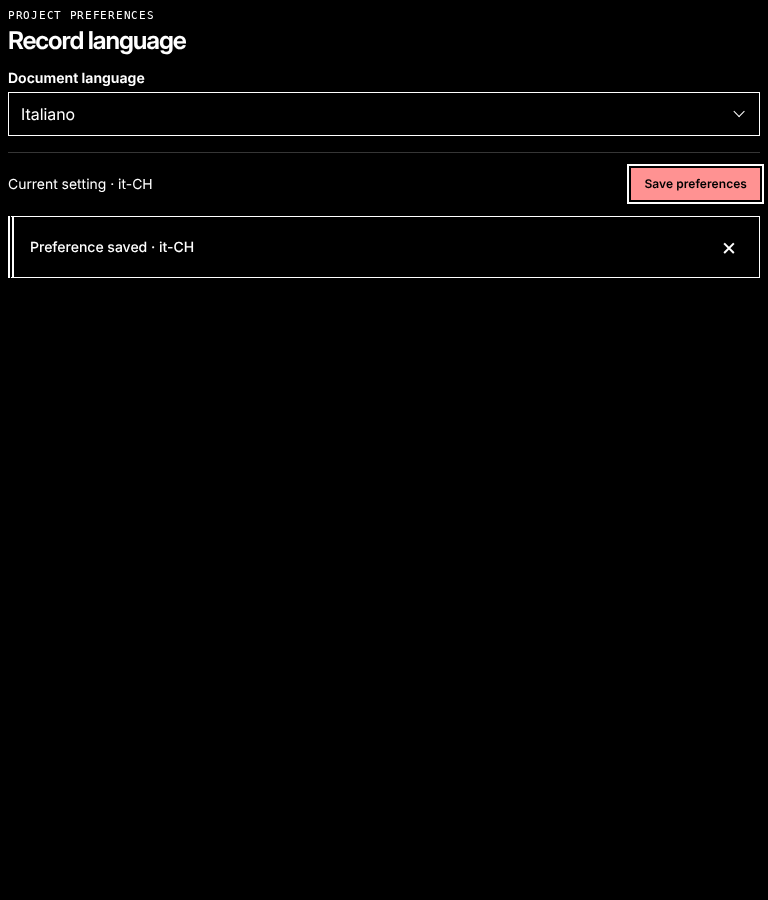 PROJECT PREFERENCES
Record language
Document language
Italiano
Current setting · it-CH
Save preferences
Preference saved · it-CH